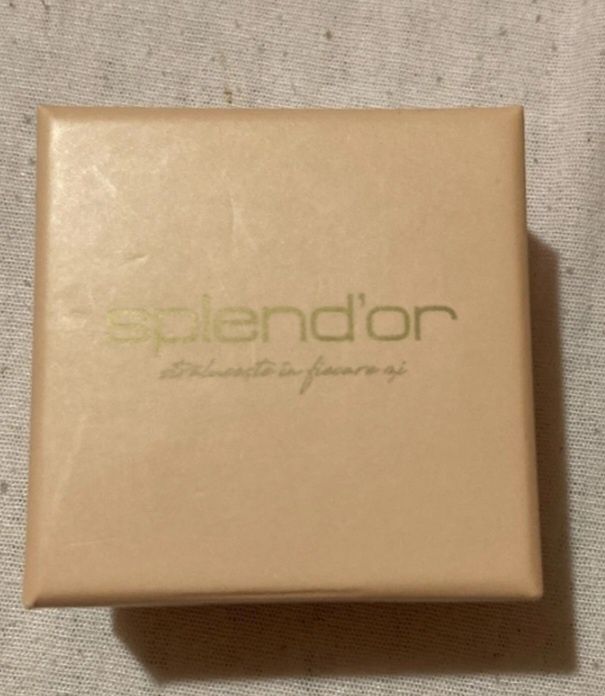 splend'or
strălucește în fiecare zi